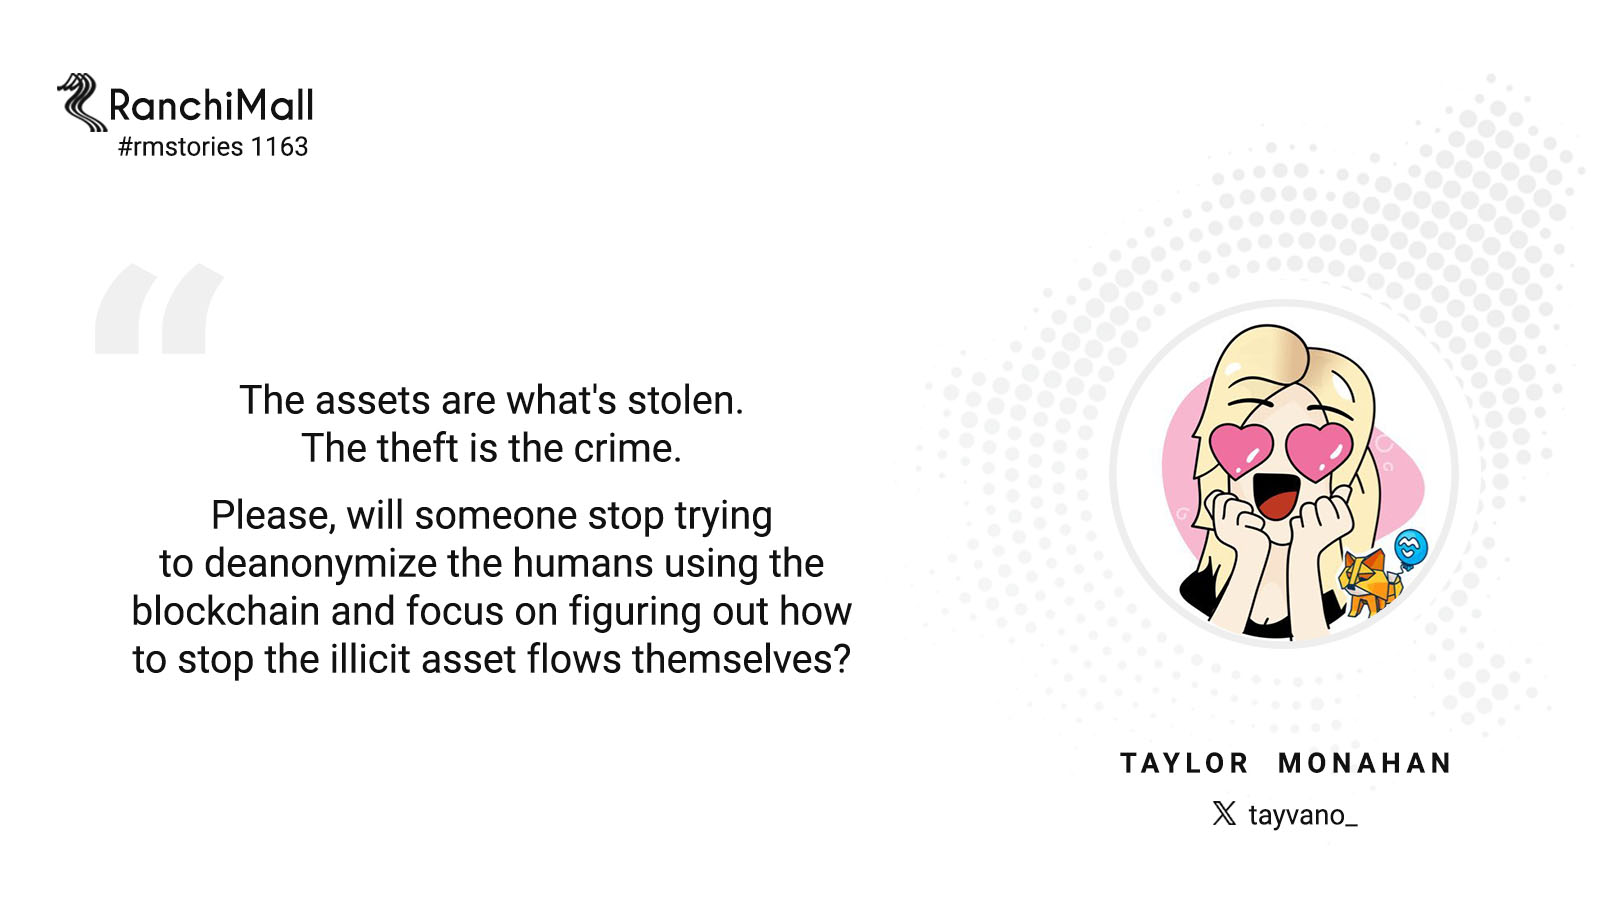 RanchiMall
#rmstories 1163
“
The assets are what's stolen.
The theft is the crime.
Please, will someone stop trying
to deanonymize the humans using the
blockchain and focus on figuring out how
to stop the illicit asset flows themselves?
TAYLOR MONAHAN
X tayvano_